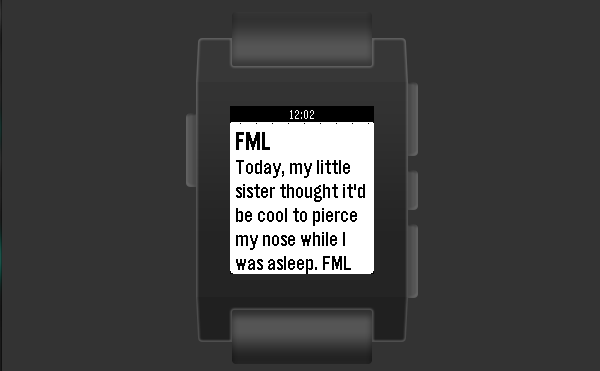 12:02
FML
Today, my little
sister thought it'd
be cool to pierce
my nose while I
was asleep. FML